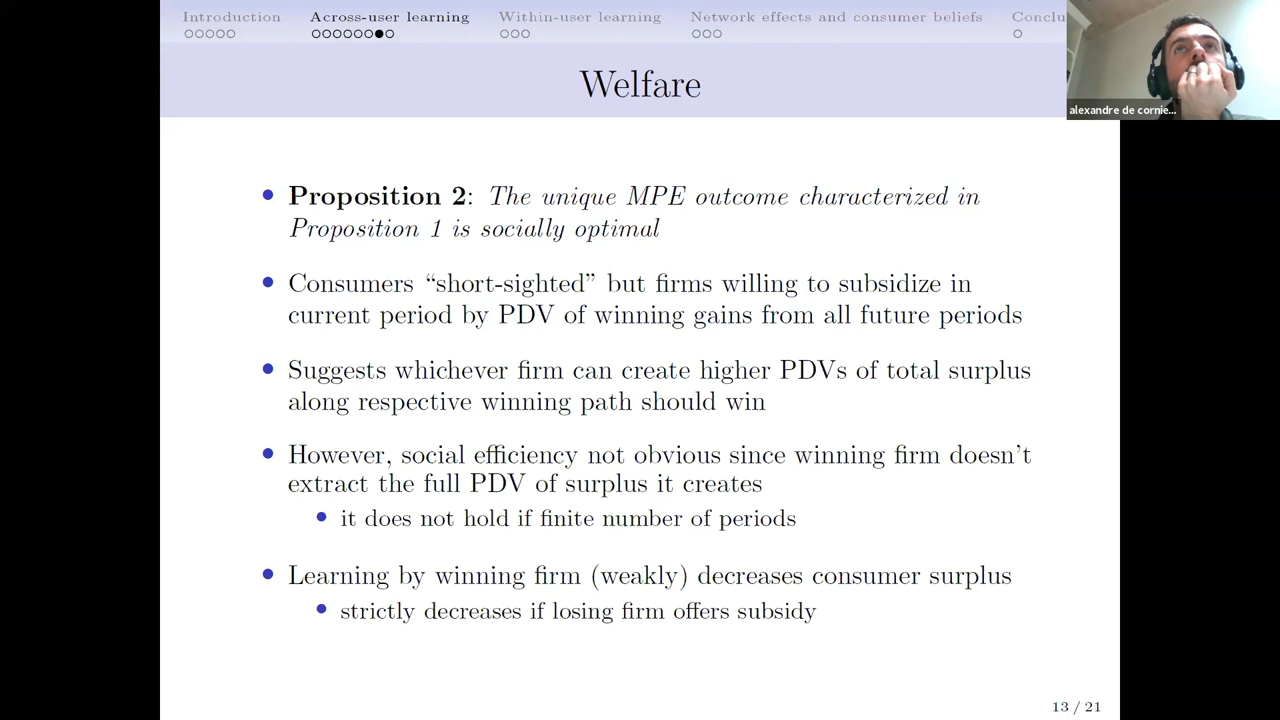 Introduction Across-user learning Within-user learning Network effects and consumer beliefs Conclu
Welfare
alexandre de cornie...
• Proposition 2: The unique MPE outcome characterized in
Proposition 1 is socially optimal
• Consumers “short-sighted” but firms willing to subsidize in
current period by PDV of winning gains from all future periods
• Suggests whichever firm can create higher PDVs of total surplus
along respective winning path should win
• However, social efficiency not obvious since winning firm doesn’t
extract the full PDV of surplus it creates
• it does not hold if finite number of periods
• Learning by winning firm (weakly) decreases consumer surplus
• strictly decreases if losing firm offers subsidy
13 / 21